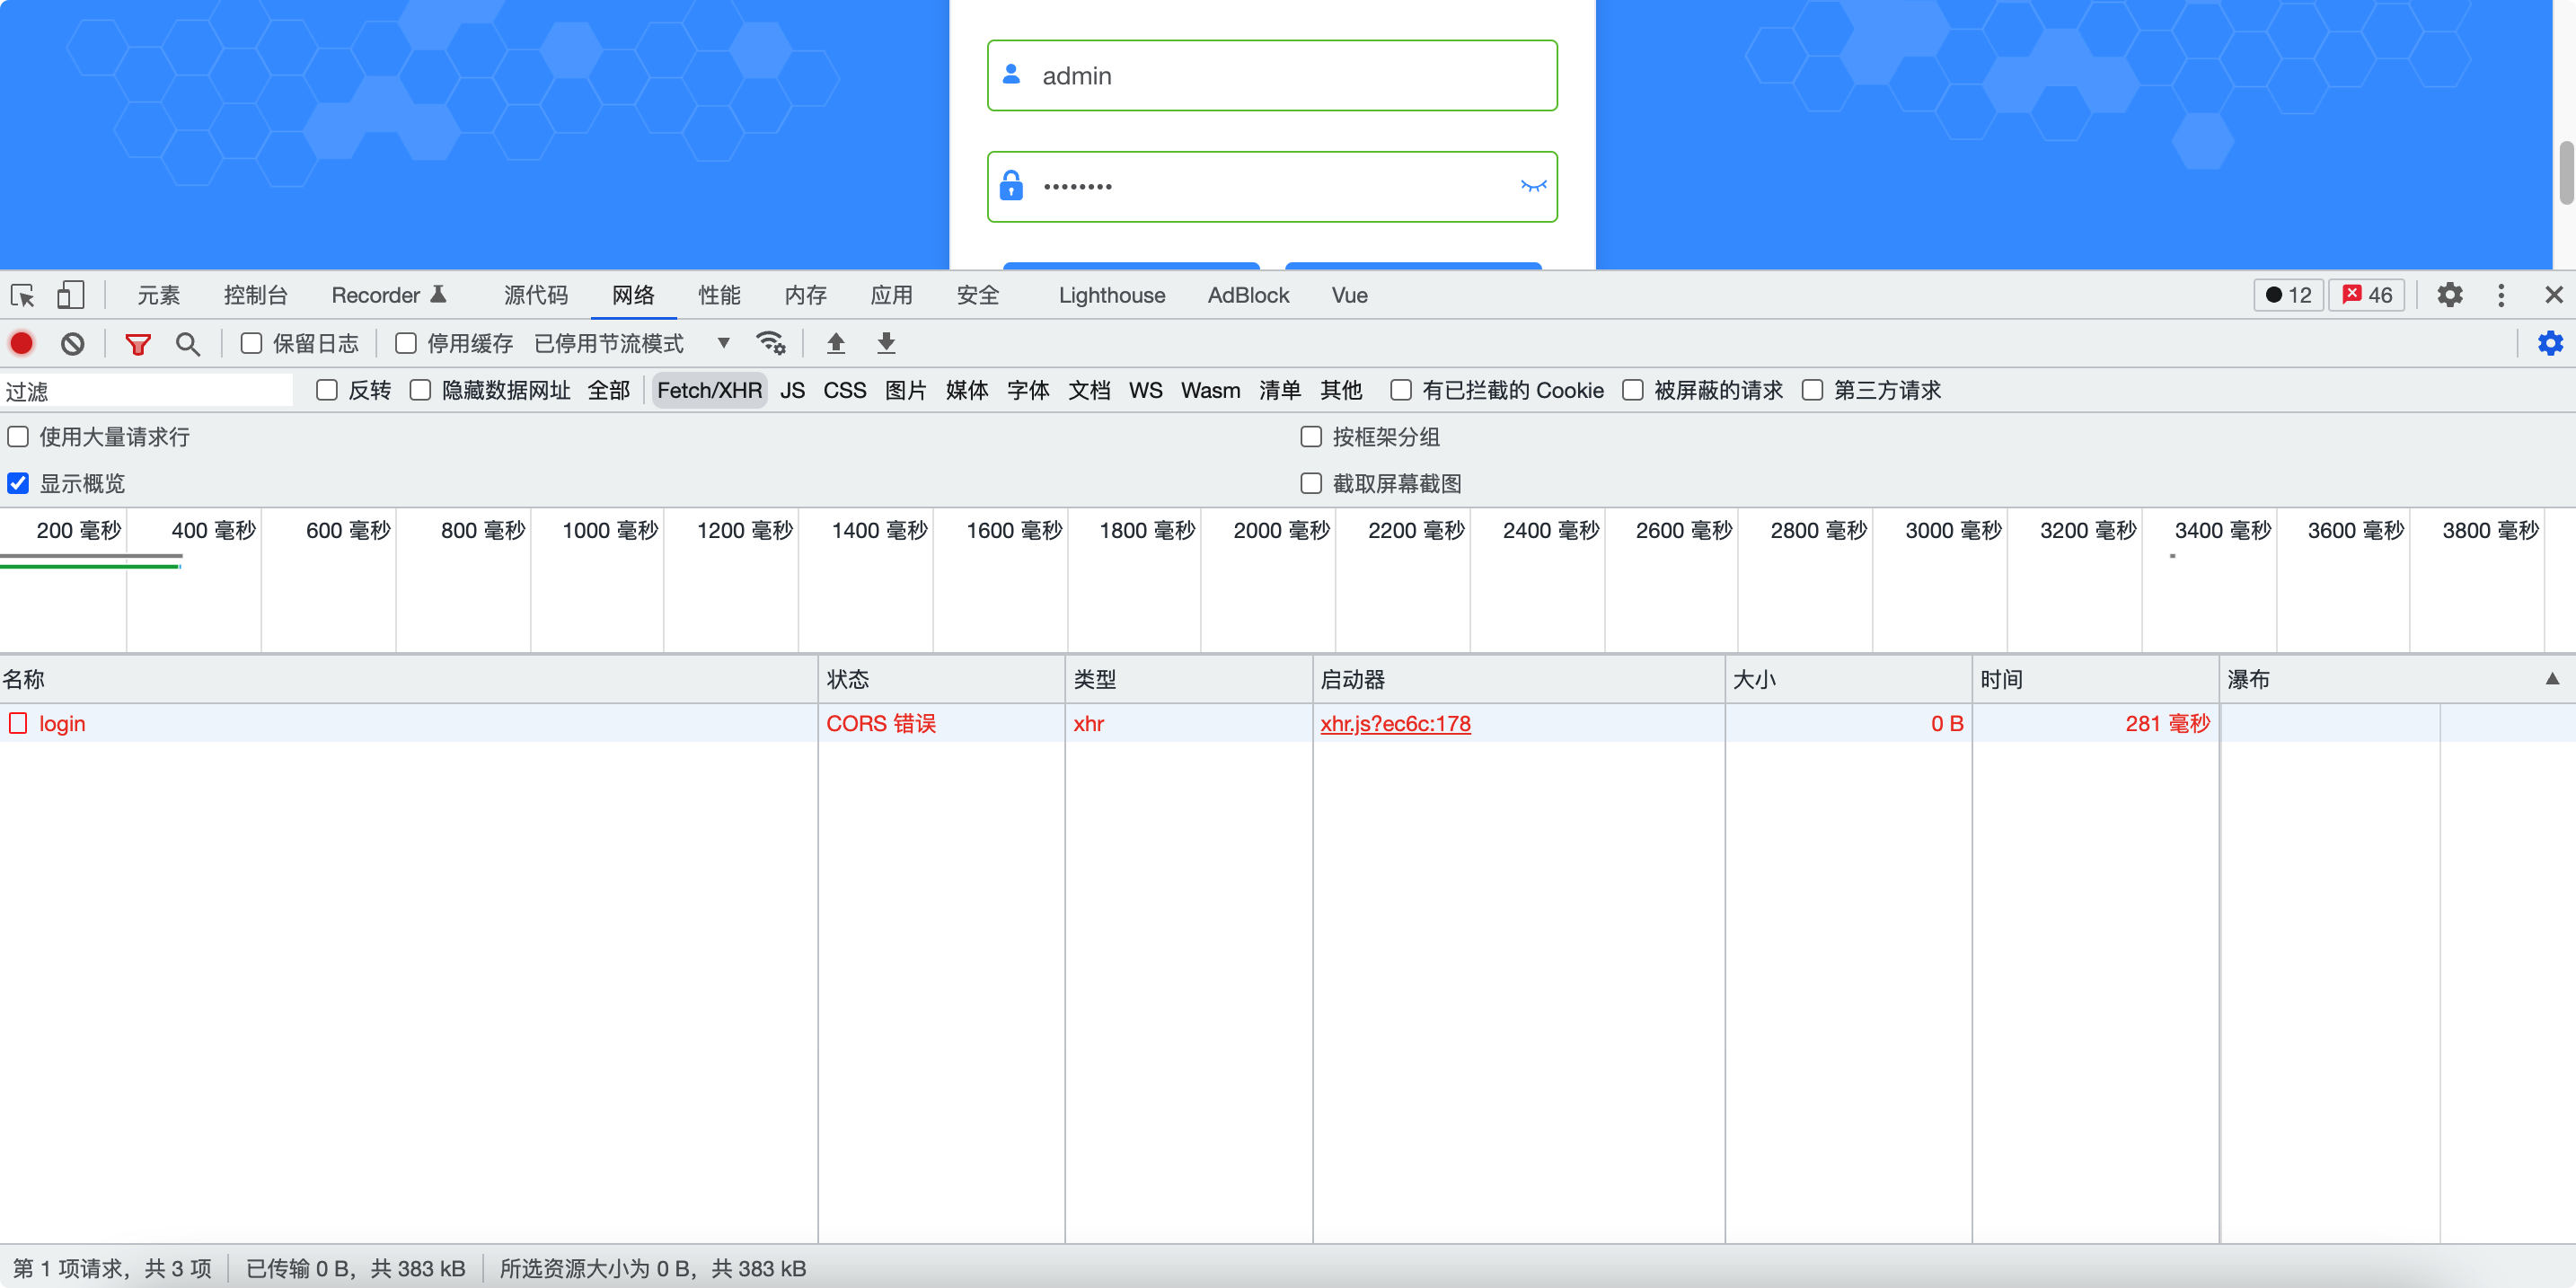 admin
••••••••
元素 控制台 Recorder 源代码 网络 性能 内存 应用 安全 Lighthouse AdBlock Vue 12 46
保留日志 停用缓存 已停用节流模式
过滤 反转 隐藏数据网址 全部 Fetch/XHR JS CSS 图片 媒体 字体 文档 WS Wasm 清单 其他 有已拦截的 Cookie 被屏蔽的请求 第三方请求
使用大量请求行 按框架分组
显示概览 截取屏幕截图
200 毫秒 400 毫秒 600 毫秒 800 毫秒 1000 毫秒 1200 毫秒 1400 毫秒 1600 毫秒 1800 毫秒 2000 毫秒 2200 毫秒 2400 毫秒 2600 毫秒 2800 毫秒 3000 毫秒 3200 毫秒 3400 毫秒 3600 毫秒 3800 毫秒
名称 状态 类型 启动器 大小 时间 瀑布
login CORS 错误 xhr xhr.js?ec6c:178 0 B 281 毫秒
第 1 项请求，共 3 项 已传输 0 B，共 383 kB 所选资源大小为 0 B，共 383 kB